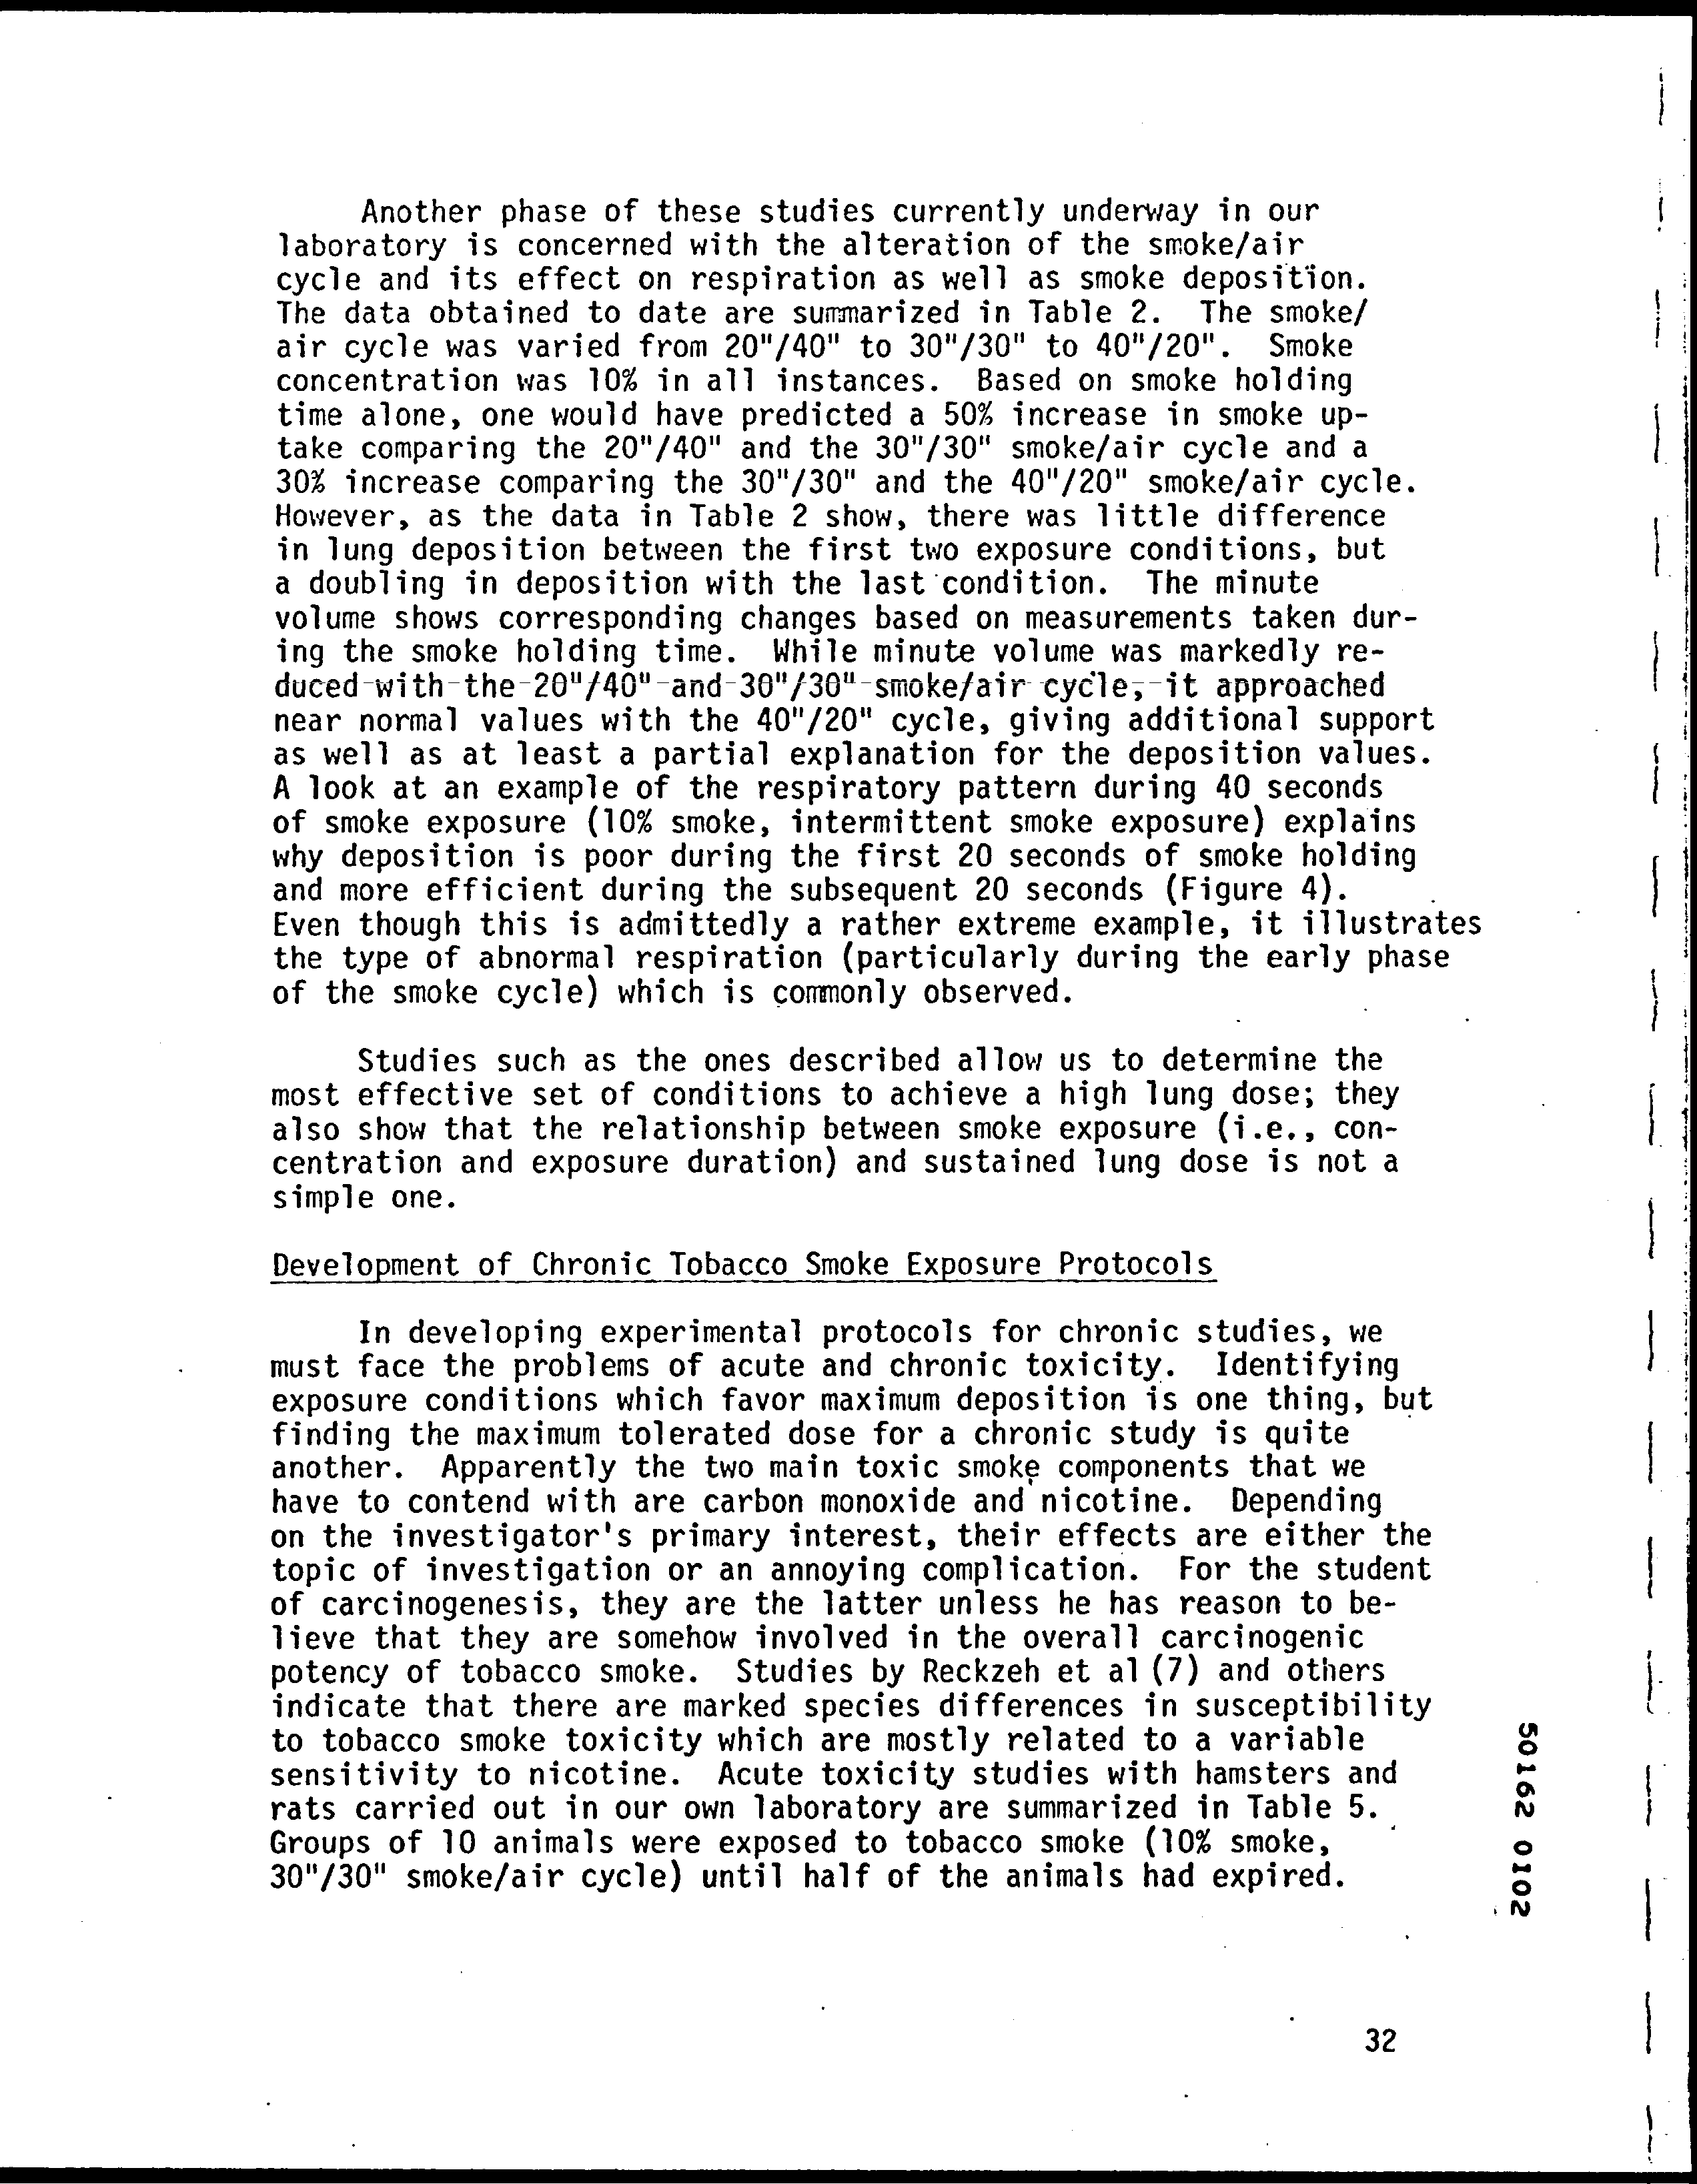 Another phase of these studies currently underway in our
laboratory is concerned with the alteration of the smoke/air
cycle and its effect on respiration as well as smoke deposition.
The data obtained to date are summarized in Table 2. The smoke/
air cycle was varied from 20"/40" to 30"/30" to 40"/20". Smoke
concentration was 10% in all instances. Based on smoke holding
time alone, one would have predicted a 50% increase in smoke up-
take comparing the 20"/40" and the 30"/30" smoke/air cycle and a
30% increase comparing the 30"/30" and the 40"/20" smoke/air cycle.
However, as the data in Table 2 show, there was little difference
in lung deposition between the first two exposure conditions, but
a doubling in deposition with the last condition. The minute
volume shows corresponding changes based on measurements taken dur-
ing the smoke holding time. While minute volume was markedly re-
duced with the 20"/40" and 30"/30" smoke/air cycle, it approached
near normal values with the 40"/20" cycle, giving additional support
as well as at least a partial explanation for the deposition values.
A look at an example of the respiratory pattern during 40 seconds
of smoke exposure (10% smoke, intermittent smoke exposure) explains
why deposition is poor during the first 20 seconds of smoke holding
and more efficient during the subsequent 20 seconds (Figure 4).
Even though this is admittedly a rather extreme example, it illustrates
the type of abnormal respiration (particularly during the early phase
of the smoke cycle) which is commonly observed.
Studies such as the ones described allow us to determine the
most effective set of conditions to achieve a high lung dose; they
also show that the relationship between smoke exposure (i.e., con-
centration and exposure duration) and sustained lung dose is not a
simple one.
Development of Chronic Tobacco Smoke Exposure Protocols
In developing experimental protocols for chronic studies, we
must face the problems of acute and chronic toxicity. Identifying
exposure conditions which favor maximum deposition is one thing, but
finding the maximum tolerated dose for a chronic study is quite
another. Apparently the two main toxic smoke components that we
have to contend with are carbon monoxide and nicotine. Depending
on the investigator's primary interest, their effects are either the
topic of investigation or an annoying complication. For the student
of carcinogenesis, they are the latter unless he has reason to be-
lieve that they are somehow involved in the overall carcinogenic
potency of tobacco smoke. Studies by Reckzeh et al (7) and others
indicate that there are marked species differences in susceptibility
to tobacco smoke toxicity which are mostly related to a variable
sensitivity to nicotine. Acute toxicity studies with hamsters and
rats carried out in our own laboratory are summarized in Table 5.
Groups of 10 animals were exposed to tobacco smoke (10% smoke,
30"/30" smoke/air cycle) until half of the animals had expired.
50162 0102
32